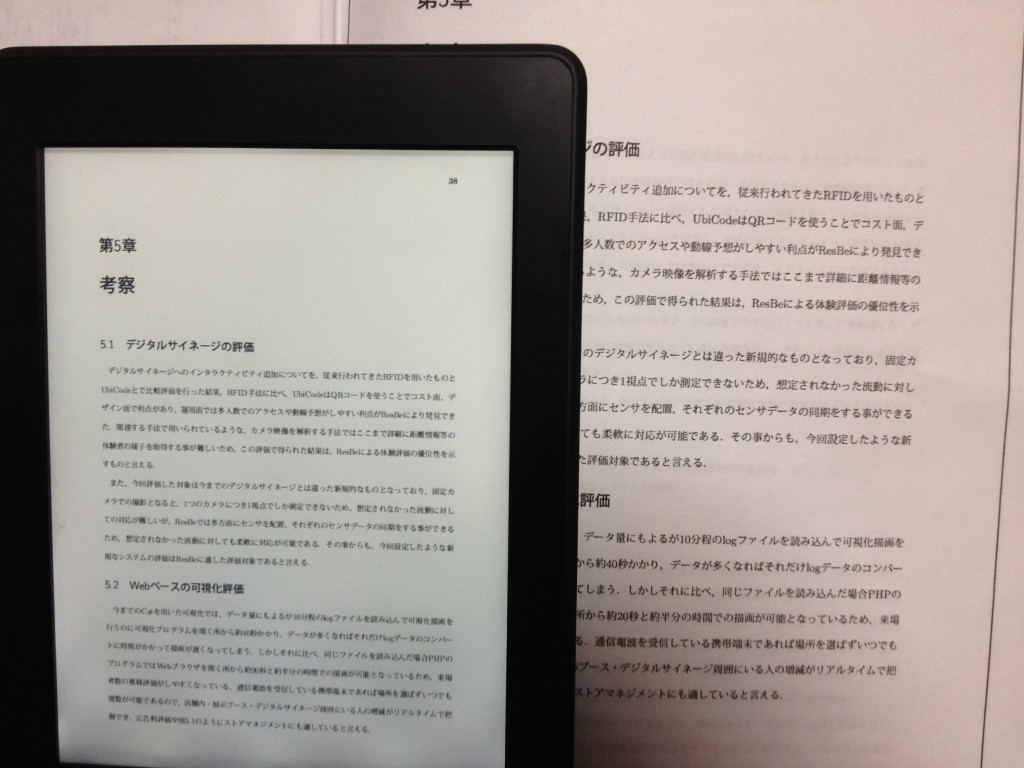 38
第5章
考察
5.1 デジタルサイネージの評価
デジタルサイネージへのインタラクティビティ追加についてを，従来行われてきたRFIDを用いたものと
UbiCodeとで比較評価を行った結果，RFID手法に比べ，UbiCodeはQRコードを使うことでコスト面，デ
ザイン面で利点があり，運用面では多人数でのアクセスや動線予想がしやすい利点がResBeにより発見でき
た．関連する手法で用いられているような，カメラ映像を解析する手法ではここまで詳細に距離情報等の
体験者の様子を取得する事が難しいため，この評価で得られた結果は，ResBeによる体験評価の優位性を示
すものと言える．
また，今回評価した対象は今までのデジタルサイネージとは違った新規的なものとなっており，固定カ
メラでの撮影となると，1つのカメラにつき1視点でしか測定できないため，想定されなかった流動に対し
ての対応が難しいが，ResBeでは多方面にセンサを配置，それぞれのセンサデータの同期をする事ができる
ため，想定されなかった流動に対しても柔軟に対応が可能である．その事からも，今回設定したような新
規なシステムの評価はResBeに適した評価対象であると言える．
5.2 Webベースの可視化評価
今までのC#を用いた可視化では，データ量にもよるが10分程のlogファイルを読み込んで可視化描画を
行うのに可視化プログラムを開く所から約40秒かかり，データが多くなればそれだけlogデータのコンバー
トに時間がかかって描画が遅くなってしまう．しかしそれに比べ，同じファイルを読み込んだ場合PHPの
プログラムではWebブラウザを開く所から約20秒と約半分の時間での描画が可能となっているため，来場
者数の推移評価がしやすくなっている．通信電波を受信している携帯端末であれば場所を選ばずいつでも
閲覧が可能であるので，店舗内・展示ブース・デジタルサイネージ周囲にいる人の増減がリアルタイムで把
握でき，広告料評価や図5.1のようにストアマネジメントにも適していると言える．
第5章
ジの評価
クティビティ追加についてを，従来行われてきたRFIDを用いたものと
，RFID手法に比べ，UbiCodeはQRコードを使うことでコスト面，デ
多人数でのアクセスや動線予想がしやすい利点がResBeにより発見でき
ような，カメラ映像を解析する手法ではここまで詳細に距離情報等の
ため，この評価で得られた結果は，ResBeによる体験評価の優位性を示
のデジタルサイネージとは違った新規的なものとなっており，固定カ
ラにつき1視点でしか測定できないため，想定されなかった流動に対し
方面にセンサを配置，それぞれのセンサデータの同期をする事ができる
ても柔軟に対応が可能である．その事からも，今回設定したような新
た評価対象であると言える．
評価
データ量にもよるが10分程のlogファイルを読み込んで可視化描画を
から約40秒かかり，データが多くなればそれだけlogデータのコンバー
てしまう．しかしそれに比べ，同じファイルを読み込んだ場合PHPの
所から約20秒と約半分の時間での描画が可能となっているため，来場
る．通信電波を受信している携帯端末であれば場所を選ばずいつでも
ブース・デジタルサイネージ周囲にいる人の増減がリアルタイムで把
ストアマネジメントにも適していると言える．